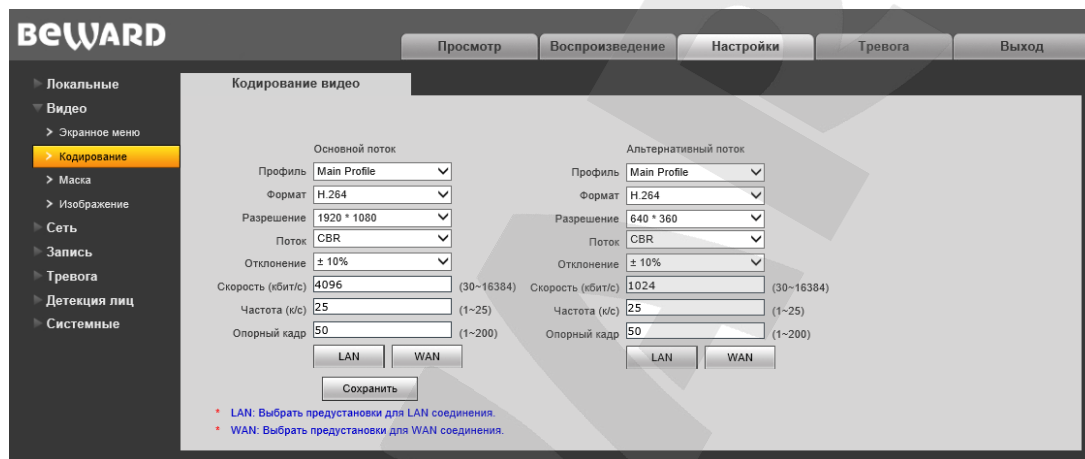 BEWARD
Просмотр Воспроизведение Настройки Тревога Выход
Локальные
Видео
> Экранное меню
> Кодирование
> Маска
> Изображение
Сеть
Запись
Тревога
Детекция лиц
Системные
Кодирование видео
Основной поток
Профиль Main Profile
Формат H.264
Разрешение 1920 * 1080
Поток CBR
Отклонение ± 10%
Скорость (кбит/с) 4096 (30~16384)
Частота (к/с) 25 (1~25)
Опорный кадр 50 (1~200)
LAN WAN
Альтернативный поток
Профиль Main Profile
Формат H.264
Разрешение 640 * 360
Поток CBR
Отклонение ± 10%
Скорость (кбит/с) 1024 (30~16384)
Частота (к/с) 25 (1~25)
Опорный кадр 50 (1~200)
LAN WAN
Сохранить
* LAN: Выбрать предустановки для LAN соединения.
* WAN: Выбрать предустановки для WAN соединения.